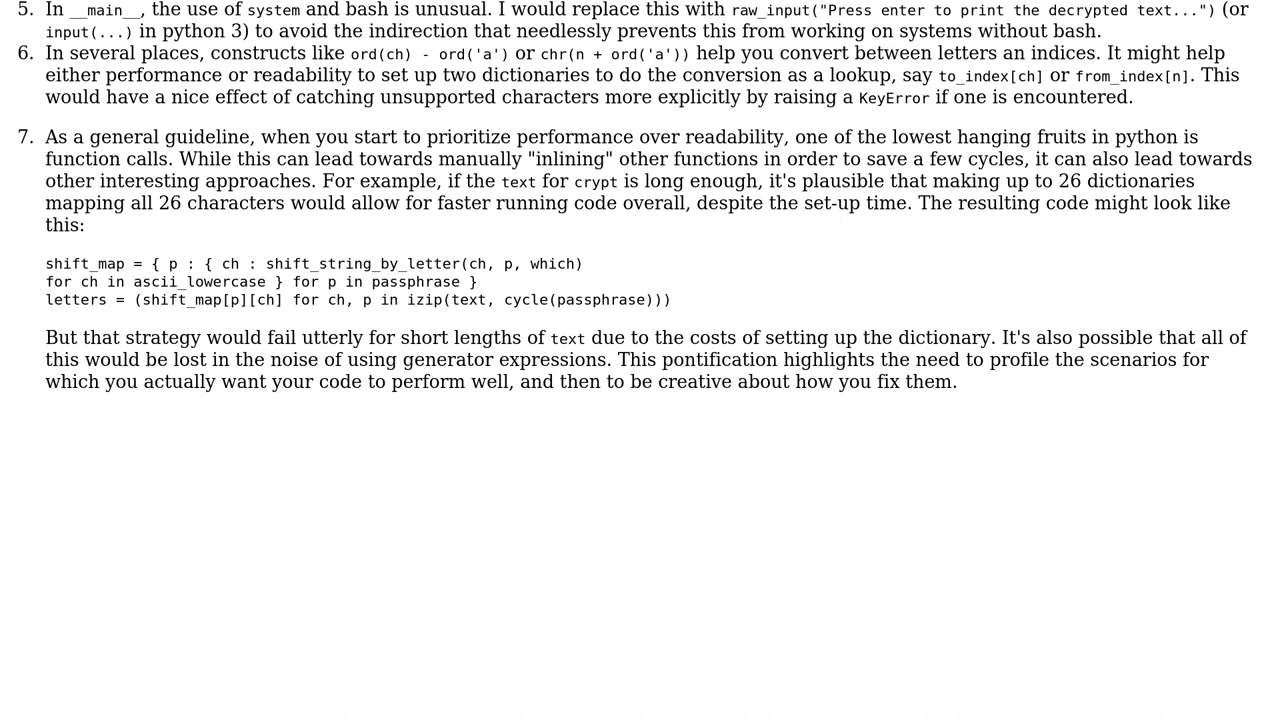 5. In __main__, the use of system and bash is unusual. I would replace this with raw_input("Press enter to print the decrypted text...") (or
input(...) in python 3) to avoid the indirection that needlessly prevents this from working on systems without bash.
6. In several places, constructs like ord(ch) - ord('a') or chr(n + ord('a')) help you convert between letters an indices. It might help
either performance or readability to set up two dictionaries to do the conversion as a lookup, say to_index[ch] or from_index[n]. This
would have a nice effect of catching unsupported characters more explicitly by raising a KeyError if one is encountered.
7. As a general guideline, when you start to prioritize performance over readability, one of the lowest hanging fruits in python is
function calls. While this can lead towards manually "inlining" other functions in order to save a few cycles, it can also lead towards
other interesting approaches. For example, if the text for crypt is long enough, it's plausible that making up to 26 dictionaries
mapping all 26 characters would allow for faster running code overall, despite the set-up time. The resulting code might look like
this:
shift_map = { p : { ch : shift_string_by_letter(ch, p, which)
for ch in ascii_lowercase } for p in passphrase }
letters = (shift_map[p][ch] for ch, p in izip(text, cycle(passphrase)))
But that strategy would fail utterly for short lengths of text due to the costs of setting up the dictionary. It's also possible that all of
this would be lost in the noise of using generator expressions. This pontification highlights the need to profile the scenarios for
which you actually want your code to perform well, and then to be creative about how you fix them.